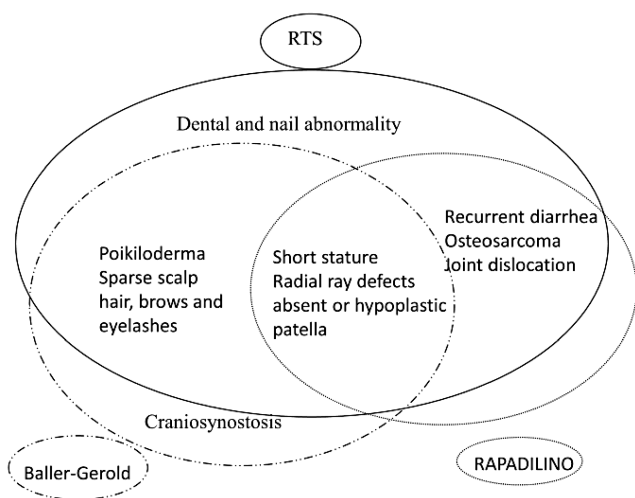 RTS
Dental and nail abnormality
Poikiloderma
Sparse scalp
hair, brows and
eyelashes
Short stature
Radial ray defects
absent or hypoplastic
patella
Recurrent diarrhea
Osteosarcoma
Joint dislocation
Craniosynostosis
Baller-Gerold
RAPADILINO